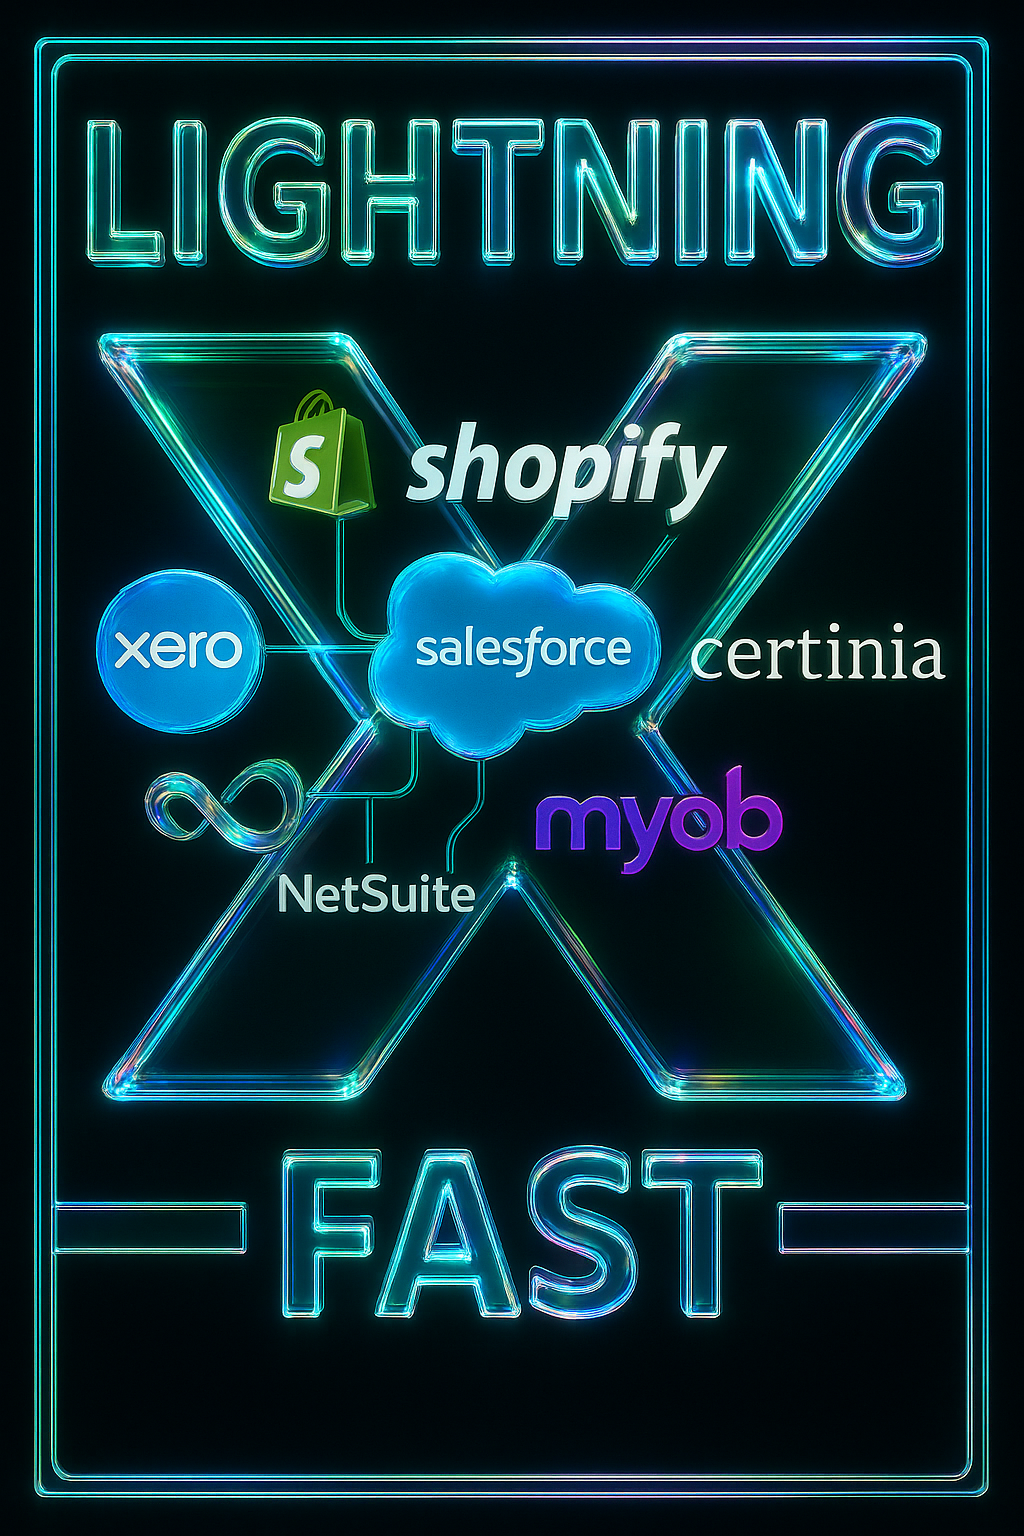 LIGHTNING
X
S shopify
xero salesforce certinia
myob
NetSuite
FAST